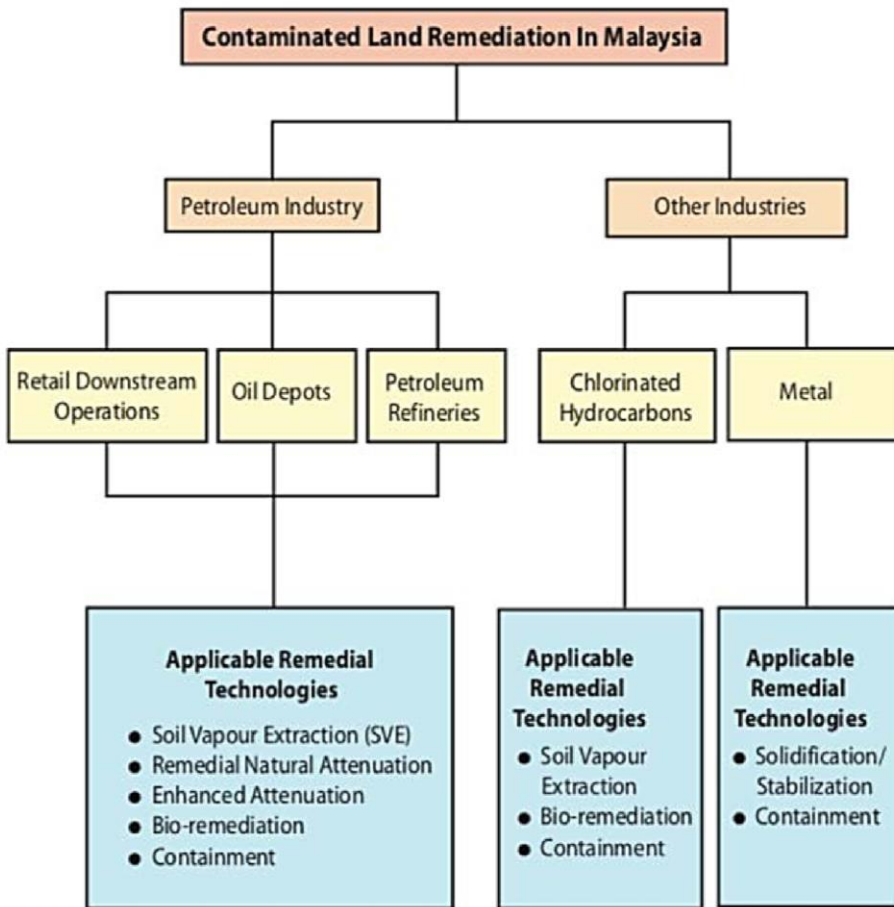 Contaminated Land Remediation In Malaysia
Petroleum Industry
Other Industries
Retail Downstream
Operations
Oil Depots
Petroleum
Refineries
Chlorinated
Hydrocarbons
Metal
Applicable Remedial
Technologies
● Soil Vapour Extraction (SVE)
● Remedial Natural Attenuation
● Enhanced Attenuation
● Bio-remediation
● Containment
Applicable
Remedial
Technologies
● Soil Vapour
Extraction
● Bio-remediation
● Containment
Applicable
Remedial
Technologies
● Solidification/
Stabilization
● Containment